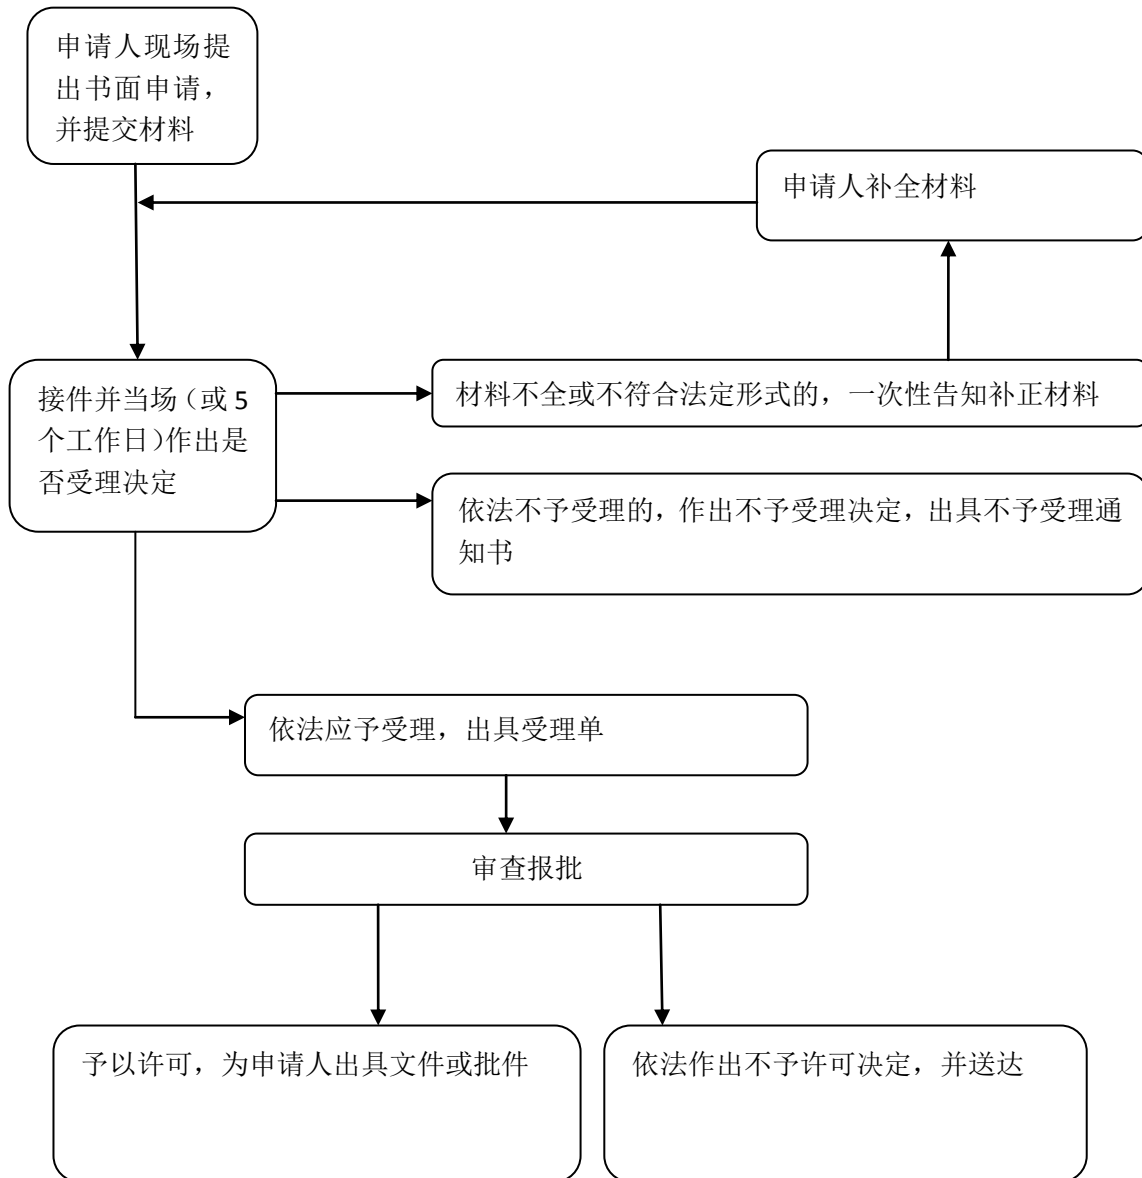 申请人现场提
出书面申请，
并提交材料
申请人补全材料
接件并当场（或5
个工作日）作出是
否受理决定
材料不全或不符合法定形式的，一次性告知补正材料
依法不予受理的，作出不予受理决定，出具不予受理通
知书
依法应予受理，出具受理单
审查报批
予以许可，为申请人出具文件或批件
依法作出不予许可决定，并送达